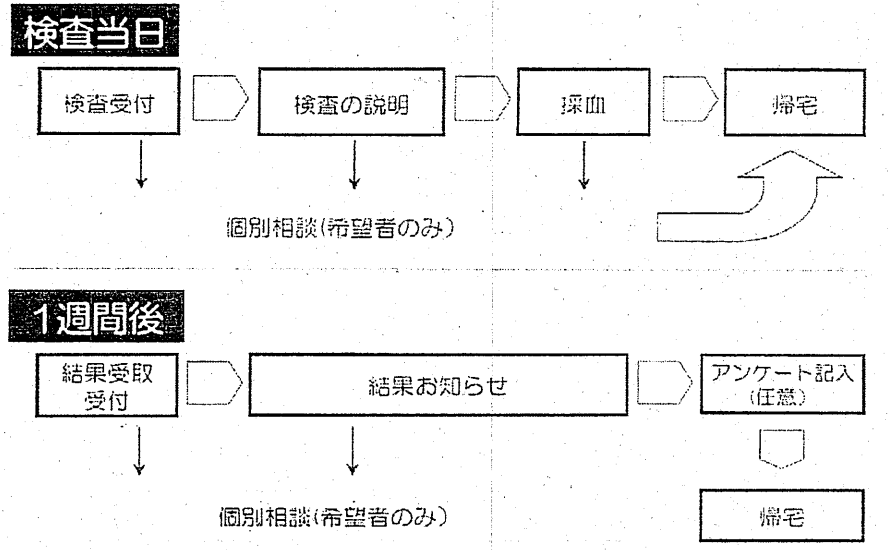 検査当日
検査受付
検査の説明
採血
帰宅
個別相談(希望者のみ)
1週間後
結果受取
受付
結果お知らせ
アンケート記入
(任意)
個別相談(希望者のみ)
帰宅